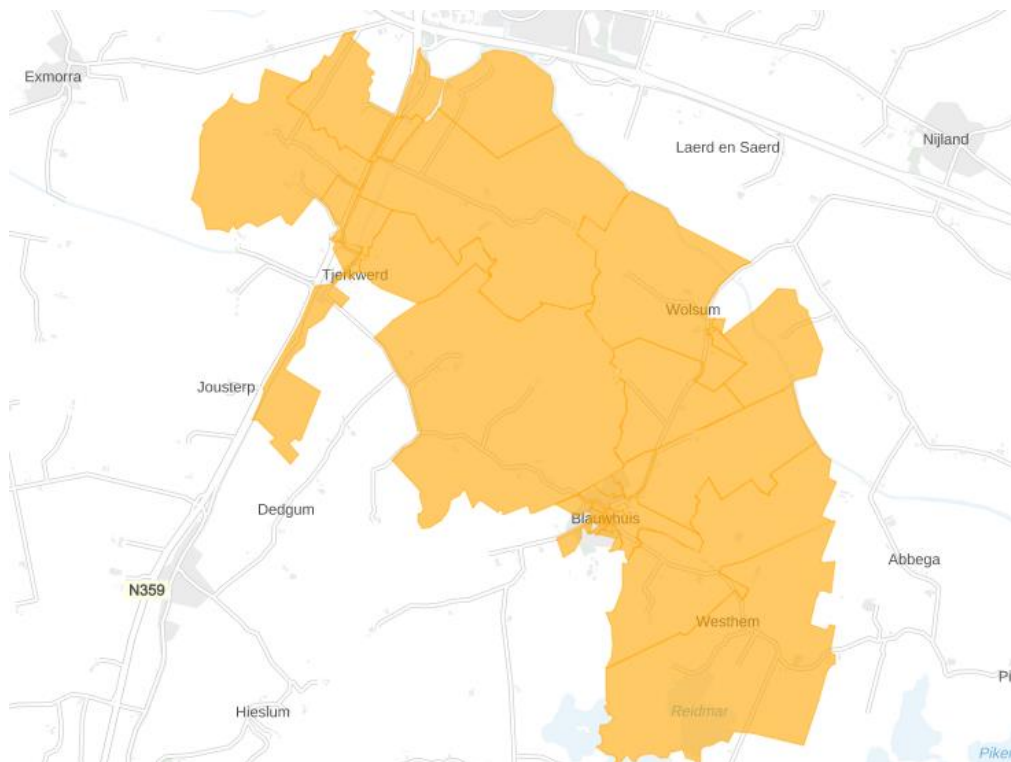 Exmorra
Nijland
Laerd en Saerd
Tjerkwerd
Wolsum
Jousterp
Dedgum
Blauwhuis
Abbega
N359
Westhem
Hieslum
Reidmar